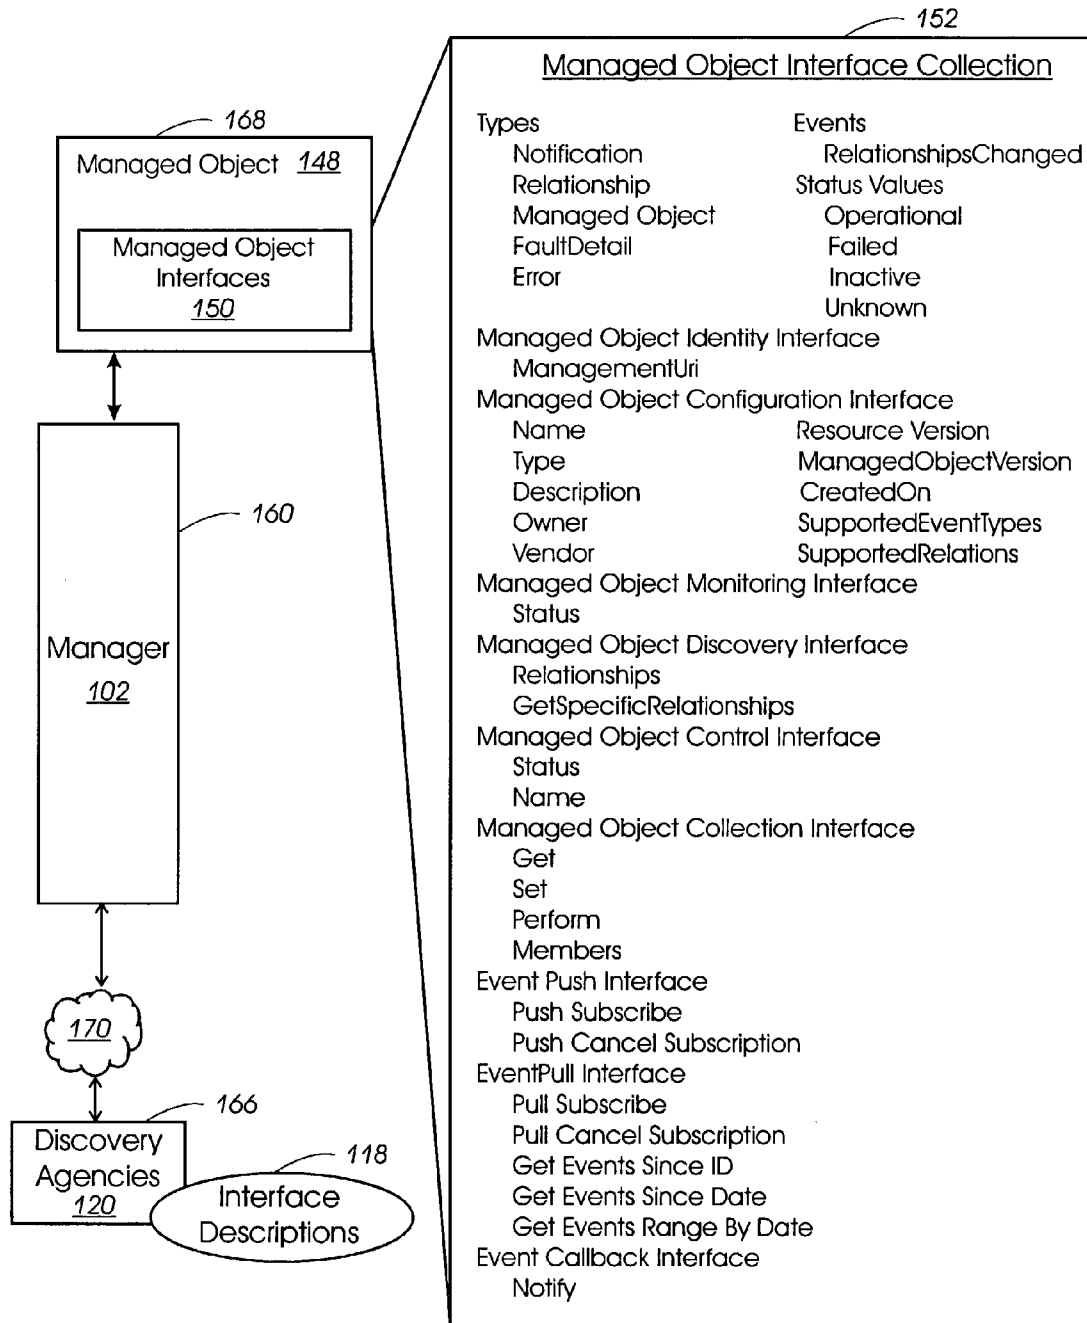 152
Managed Object Interface Collection
168
Managed Object 148
Managed Object
Interfaces
150
Types Events
Notification RelationshipsChanged
Relationship Status Values
Managed Object Operational
FaultDetail Failed
Error Inactive
Unknown
Managed Object Identity Interface
ManagementUri
Managed Object Configuration Interface
Name Resource Version
Type ManagedObjectVersion
Description CreatedOn
Owner SupportedEventTypes
Vendor SupportedRelations
Managed Object Monitoring Interface
Status
Managed Object Discovery Interface
Relationships
GetSpecificRelationships
Managed Object Control Interface
Status
Name
Managed Object Collection Interface
Get
Set
Perform
Members
Event Push Interface
Push Subscribe
Push Cancel Subscription
EventPull Interface
Pull Subscribe
Pull Cancel Subscription
Get Events Since ID
Get Events Since Date
Get Events Range By Date
Event Callback Interface
Notify
160
Manager
102
170
166
Discovery
Agencies
120
118
Interface
Descriptions